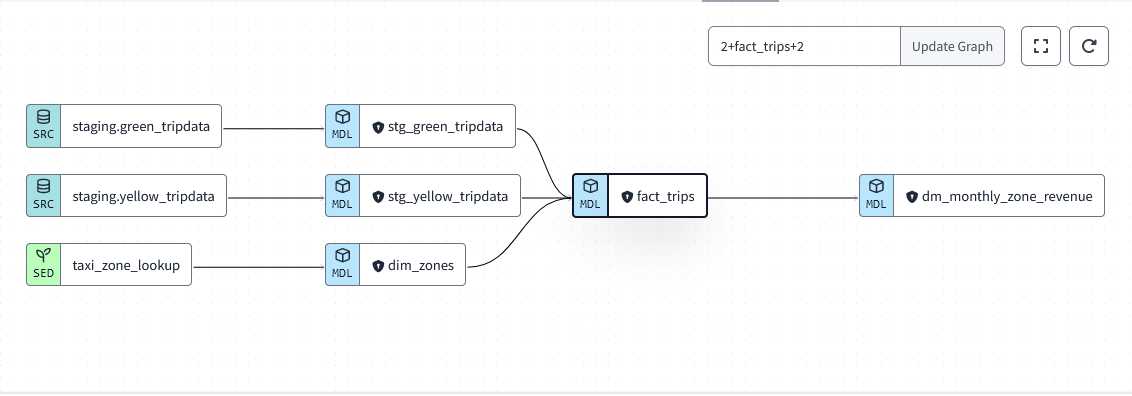 2+fact_trips+2
Update Graph
SRC
staging.green_tripdata
MDL
stg_green_tripdata
SRC
staging.yellow_tripdata
MDL
stg_yellow_tripdata
MDL
fact_trips
MDL
dm_monthly_zone_revenue
SED
taxi_zone_lookup
MDL
dim_zones